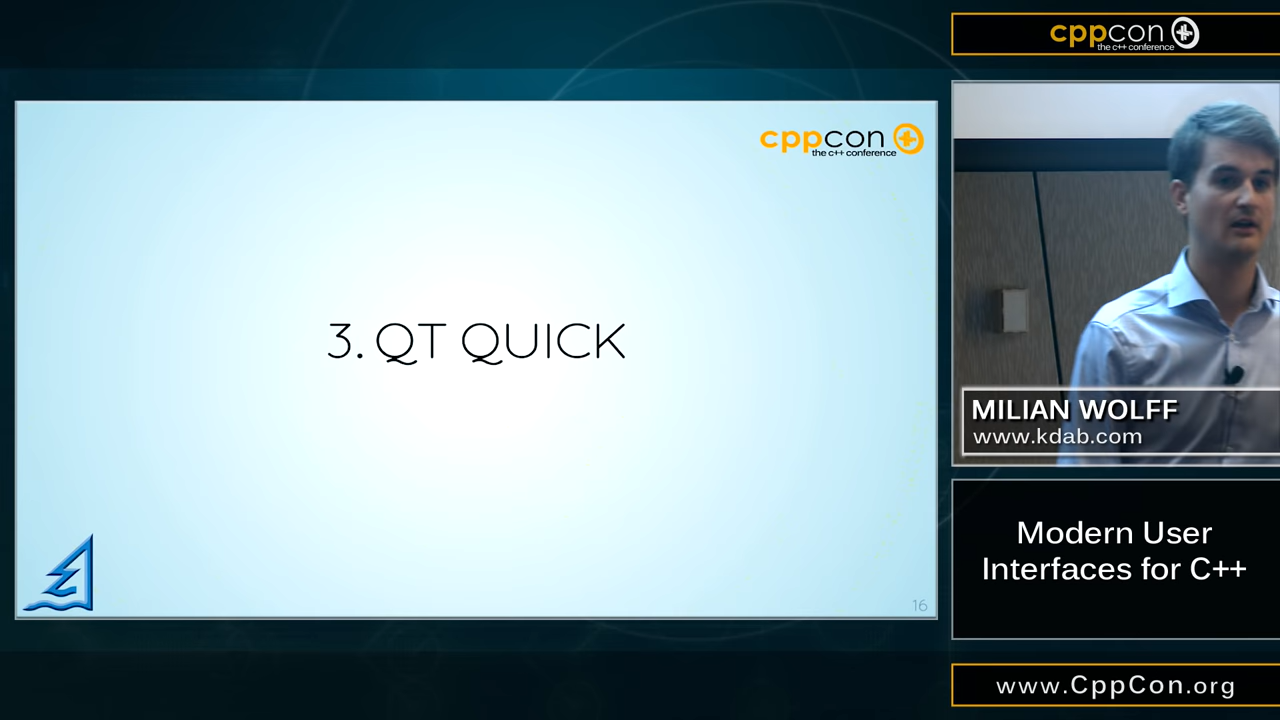 cppcon
the c++ conference
3. QT QUICK
16
cppcon
the c++ conference
MILIAN WOLFF
www.kdab.com
Modern User
Interfaces for C++
www.CppCon.org